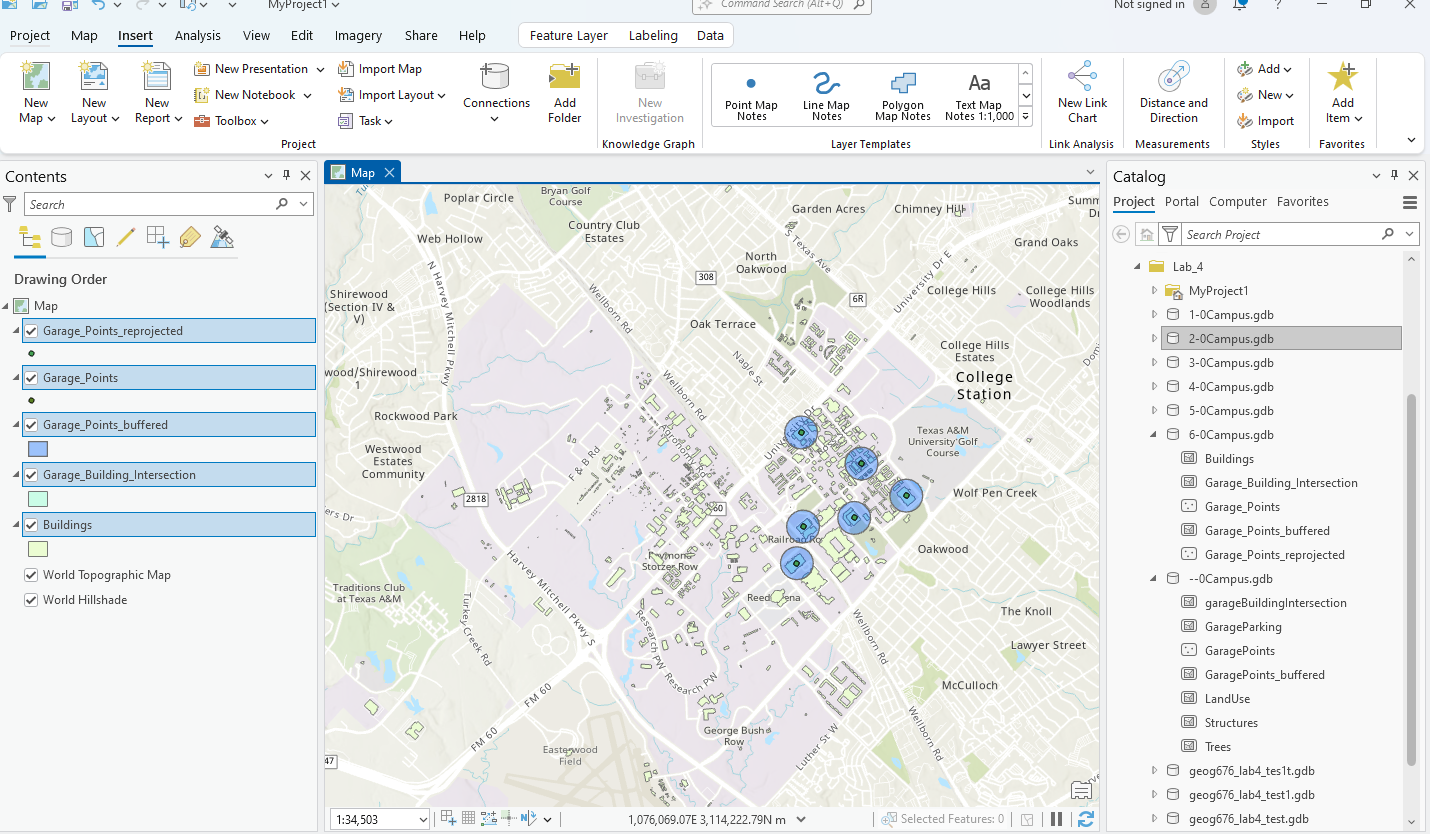 MyProject1
Command Search (Alt+Q)
Not signed in
?
Project
Map
Insert
Analysis
View
Edit
Imagery
Share
Help
Feature Layer
Labeling
Data
New
Map
New
Layout
New
Report
New Presentation
New Notebook
Toolbox
Import Map
Import Layout
Task
Project
Connections
Add
Folder
New
Investigation
Knowledge Graph
Point Map
Notes
Line Map
Notes
Polygon
Map Notes
Aa
Text Map
Notes 1:1,000
Layer Templates
New Link
Chart
Link Analysis
Distance and
Direction
Measurements
Add
New
Import
Styles
Add
Item
Favorites
Contents
Search
Drawing Order
Map
Garage_Points_reprojected
Garage_Points
Garage_Points_buffered
Garage_Building_Intersection
Buildings
World Topographic Map
World Hillshade
Map
Poplar Circle
Bryan Golf
Course
Garden Acres
Chimney Hill
Summ
Web Hollow
Country Club
Estates
S Texas Ave
Grand Oaks
North
Oakwood
308
University Dr E
6R
College Hills
College Hills
Woodlands
Shirewood
(Section IV &
V)
N Harvey Mitchell Pkwy
Wellborn Rd
Oak Terrace
Nagle St
College Hills
Estates
wood/Shirewood
1
Wellborn Rd
College
Station
Rockwood Park
Texas A&M
University Golf
Course
Westwood
Estates
Community
F & B Rd
2818
60
Wolf Pen Creek
ers Dr
Railroad Ro
Oakwood
Raymond
Stotzer Row
Harvey Mitchell Pkwy S
Traditions Club
at Texas A&M
Turkey Creek Rd
Reed Arena
The Knoll
Research PW
Research PW
Wellborn Rd
Lawyer Street
McCulloch
FM 60
FM 60
George Bush
Row
Luther St W
Wellborn Rd
Easterwood
Field
47
1:34,503
1,076,069.07E 3,114,222.79N m
Selected Features: 0
Catalog
Project
Portal
Computer
Favorites
Search Project
Lab_4
MyProject1
1-0Campus.gdb
2-0Campus.gdb
3-0Campus.gdb
4-0Campus.gdb
5-0Campus.gdb
6-0Campus.gdb
Buildings
Garage_Building_Intersection
Garage_Points
Garage_Points_buffered
Garage_Points_reprojected
--0Campus.gdb
garageBuildingIntersection
GarageParking
GaragePoints
GaragePoints_buffered
LandUse
Structures
Trees
geog676_lab4_tes1t.gdb
geog676_lab4_test1.gdb
geog676_lab4_test.gdb